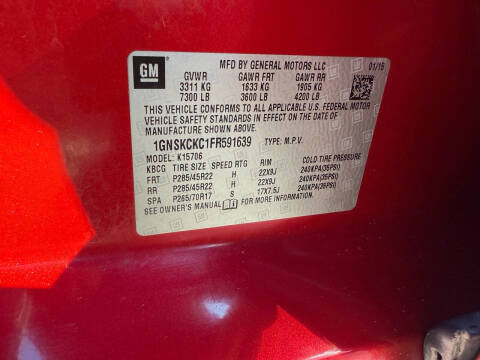 GM
MFD BY GENERAL MOTORS LLC 01/15
GVWR GAWR FRT GAWR RR
3311 KG 1633 KG 1905 KG
7300 LB 3600 LB 4200 LB
THIS VEHICLE CONFORMS TO ALL APPLICABLE U.S. FEDERAL MOTOR
VEHICLE SAFETY STANDARDS IN EFFECT ON THE DATE OF
MANUFACTURE SHOWN ABOVE.
1GNSKCKC1FR591639 TYPE: M.P.V.
MODEL: K15706
KBCG TIRE SIZE SPEED RTG RIM COLD TIRE PRESSURE
FRT P285/45R22 H 22X9J 240KPA(35PSI)
RR P285/45R22 H 22X9J 240KPA(35PSI)
SPA P265/70R17 S 17X7.5J 240KPA(35PSI)
SEE OWNER'S MANUAL FOR MORE INFORMATION.